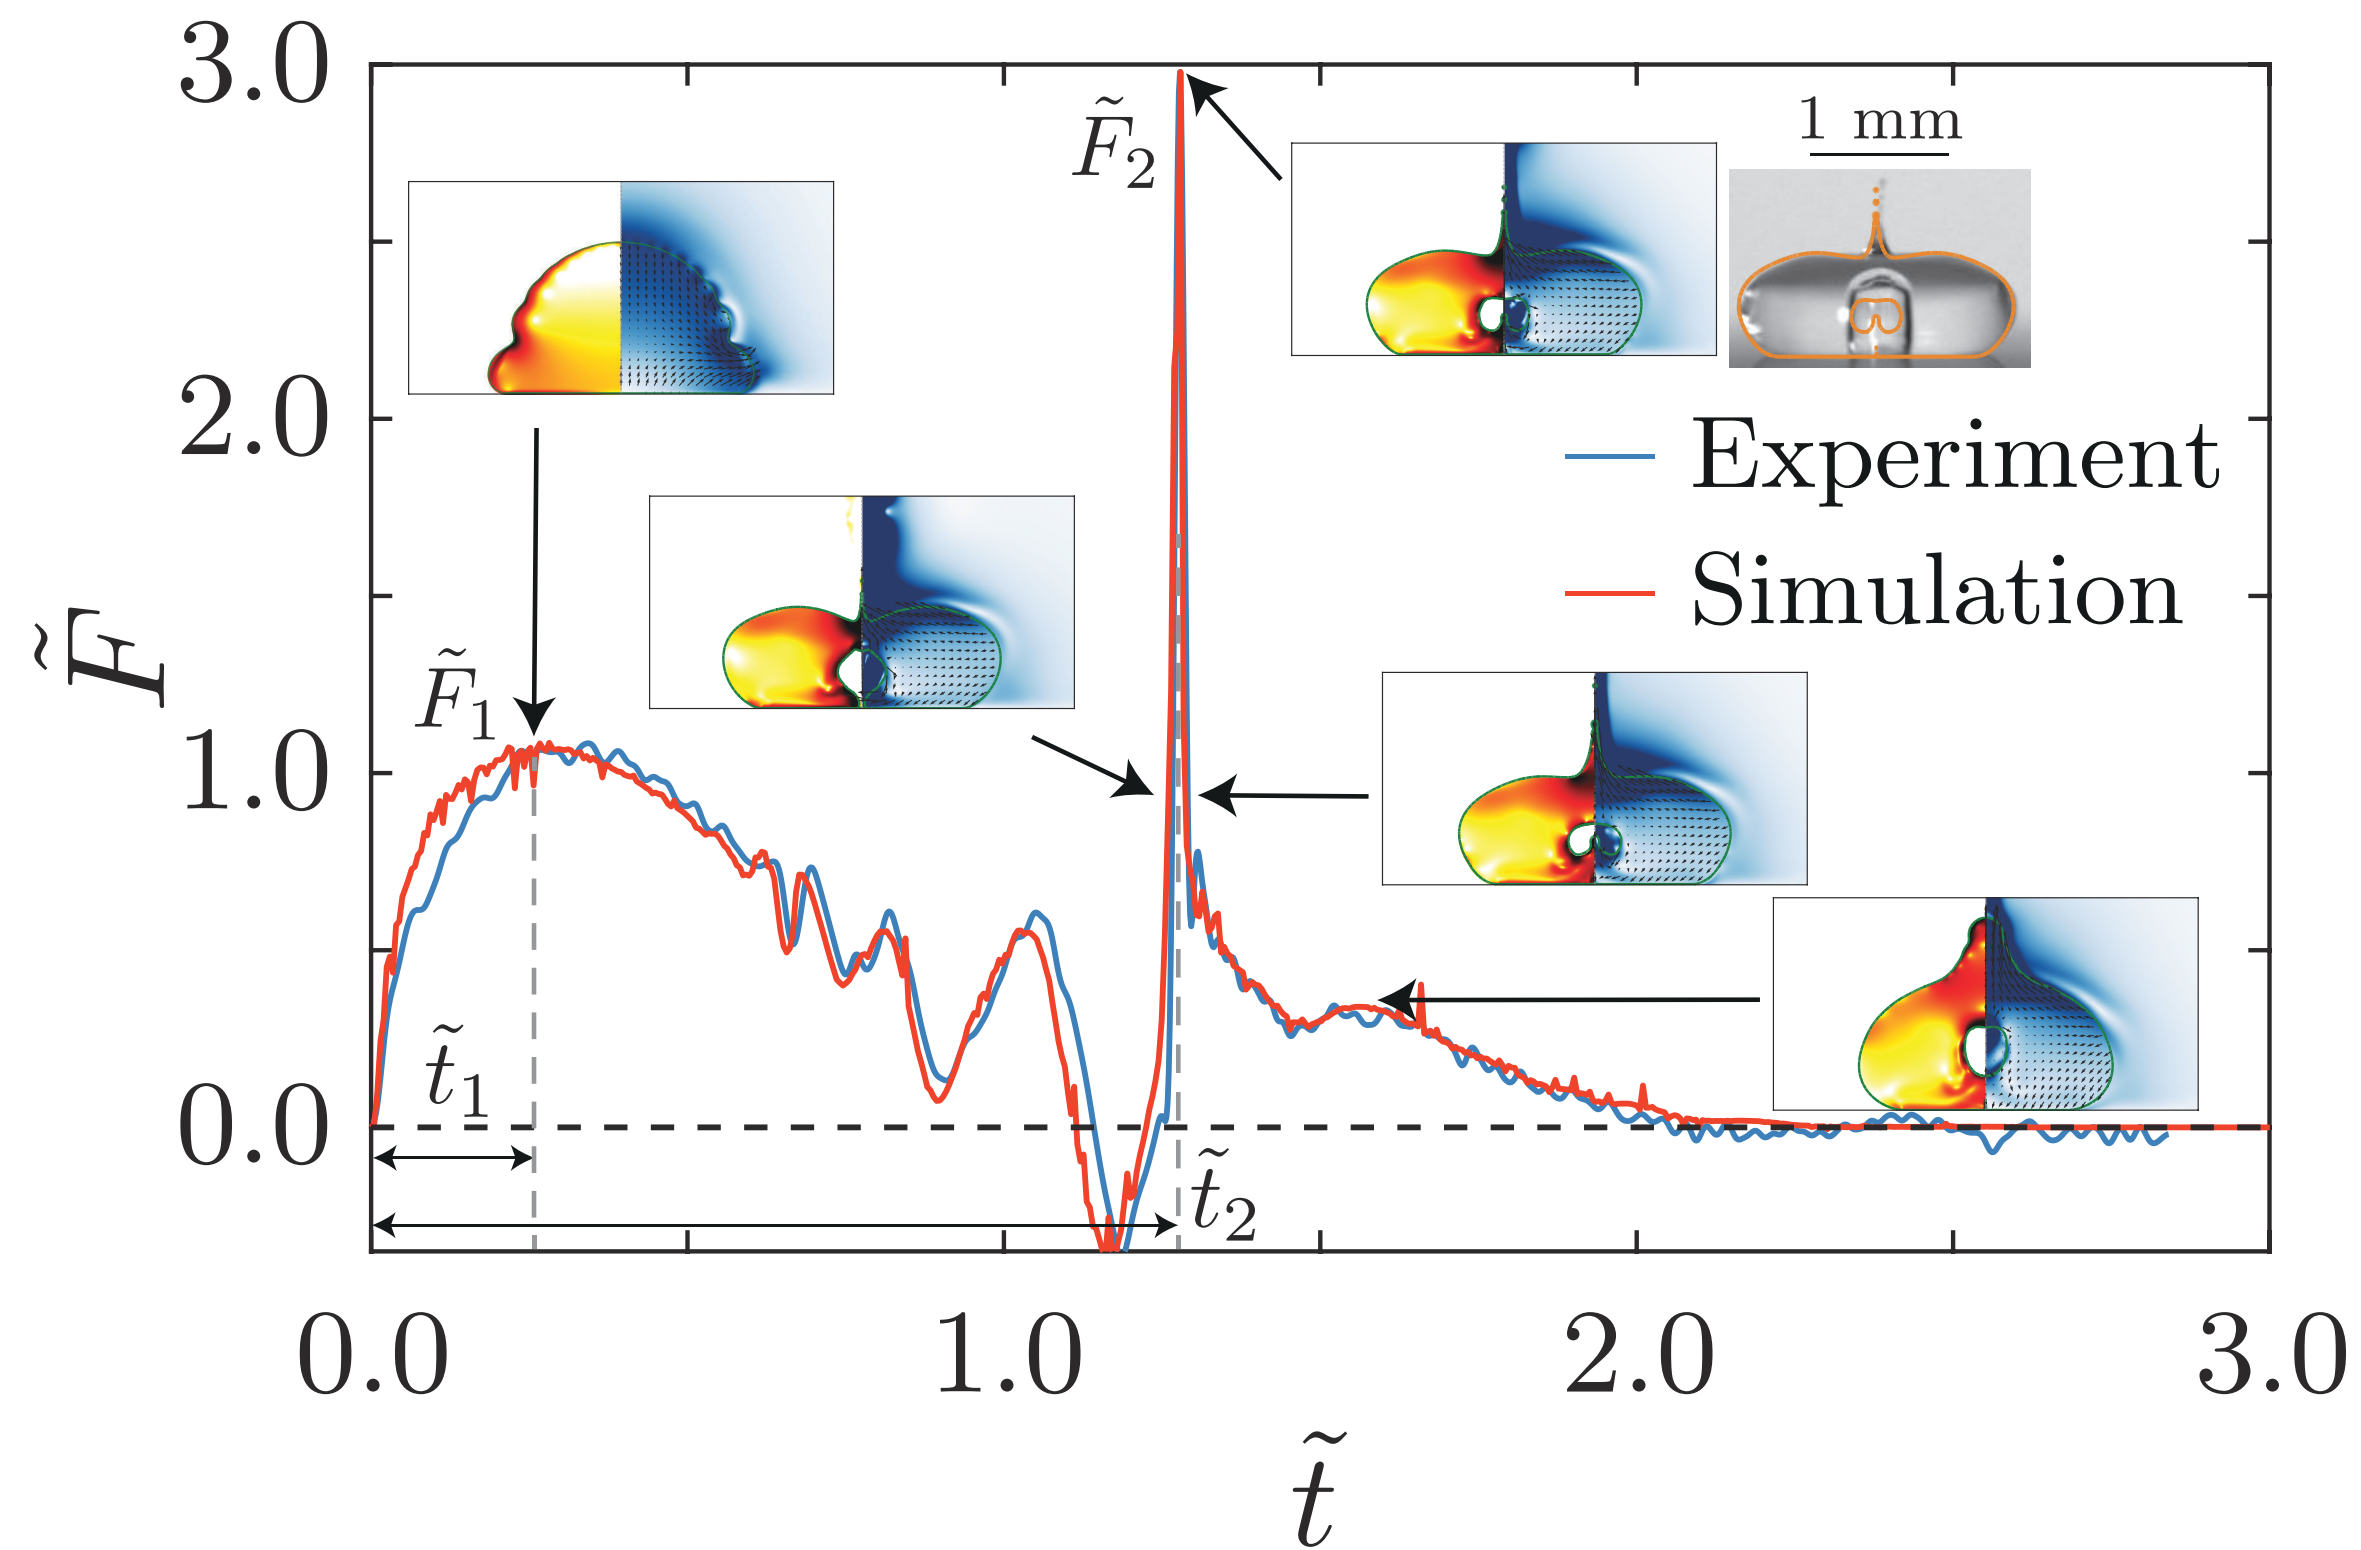 3.0
2.0
1.0
0.0
F̃
F̃₁
F̃₂
1 mm
Experiment
Simulation
t̃₁
t̃₂
0.0 1.0 2.0 3.0
t̃